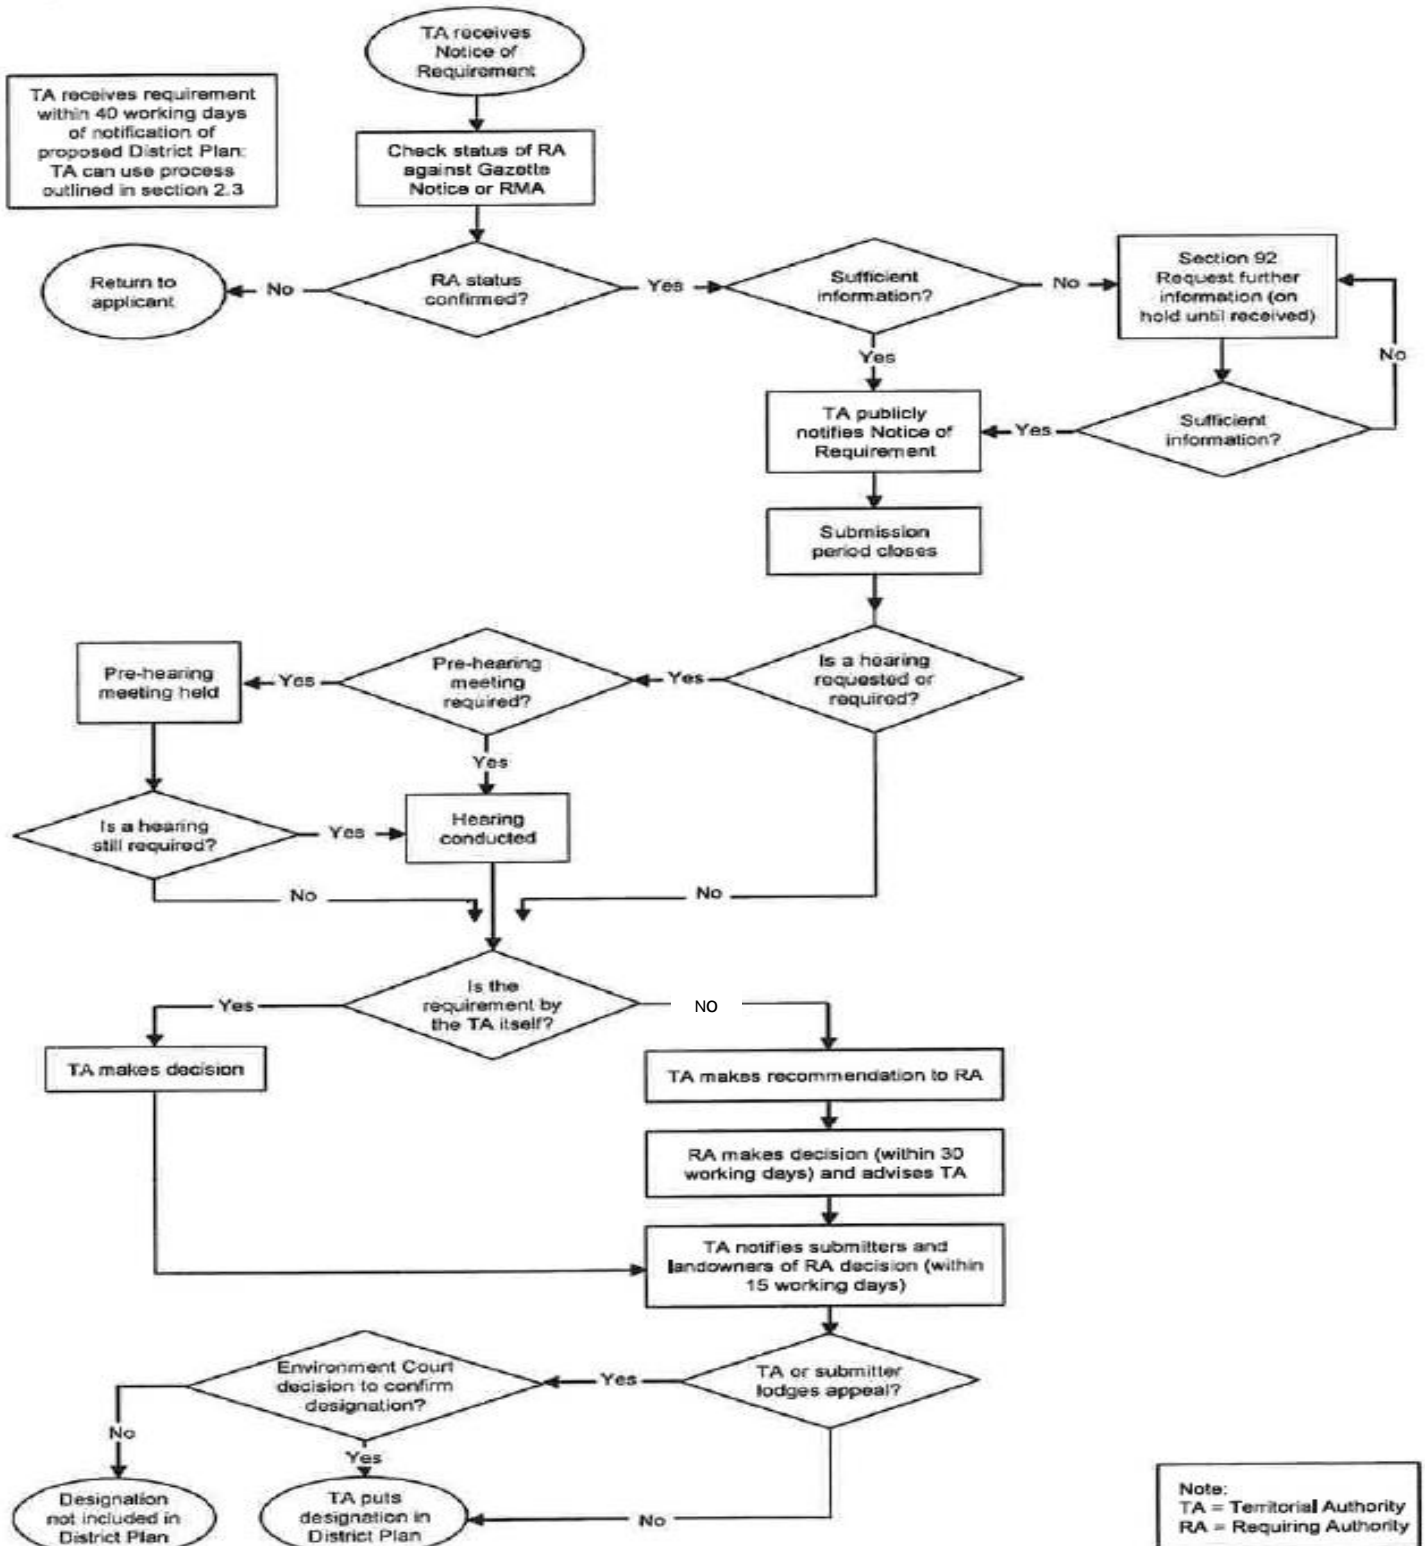 TA receives
Notice of
Requirement
TA receives requirement
within 40 working days
of notification of
proposed District Plan:
TA can use process
outlined in section 2.3
Check status of RA
against Gazette
Notice or RMA
Return to
applicant
No
RA status
confirmed?
Yes
Sufficient
information?
No
Section 92
Request further
information (on
hold until received)
Yes
No
TA publicly
notifies Notice of
Requirement
Yes
Sufficient
information?
Submission
period closes
Pre-hearing
meeting held
Yes
Pre-hearing
meeting
required?
Yes
Is a hearing
requested or
required?
Yes
Is a hearing
still required?
Yes
Hearing
conducted
No
No
Is the
requirement by
the TA itself?
Yes
NO
TA makes decision
TA makes recommendation to RA
RA makes decision (within 30
working days) and advises TA
TA notifies submitters and
landowners of RA decision (within
15 working days)
Environment Court
decision to confirm
designation?
Yes
TA or submitter
lodges appeal?
No
Yes
Designation
not included in
District Plan
TA puts
designation in
District Plan
No
Note:
TA = Territorial Authority
RA = Requiring Authority